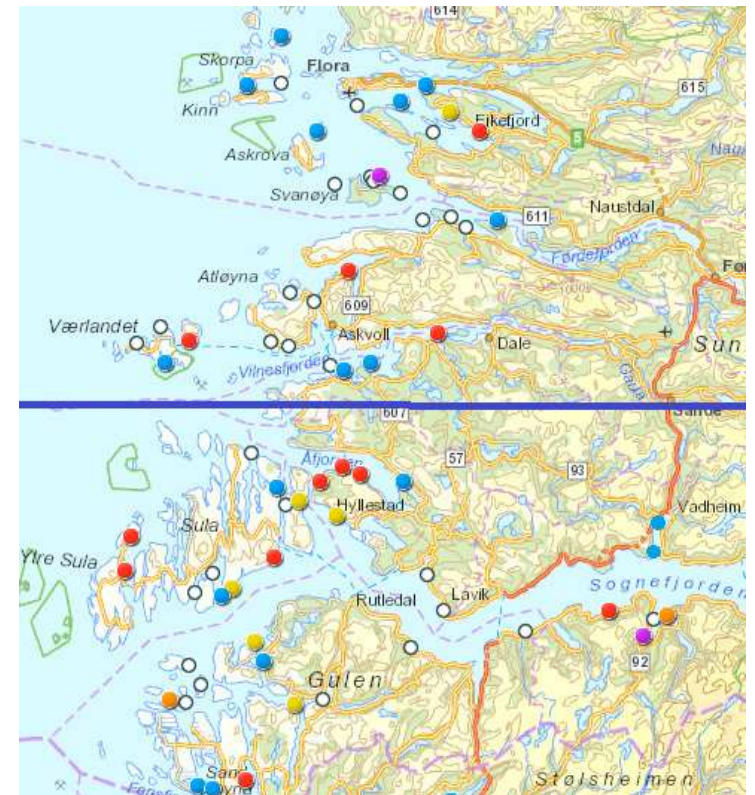 614
Skorpa
Flora
615
Kinn
Eikefjord
5
Askrova
Svanøya
Naustdal
611
Førdefjorden
Atløyna
609
Værlandet
Askvoll
Dale
Sun
Vilnesfjorden
Gaula
Sande
607
Åfjorden
57
93
Hyllestad
Vadheim
Sula
Ytre Sula
Sognefjorden
Rutledal
Lavik
92
Gulen
Stølsheimen